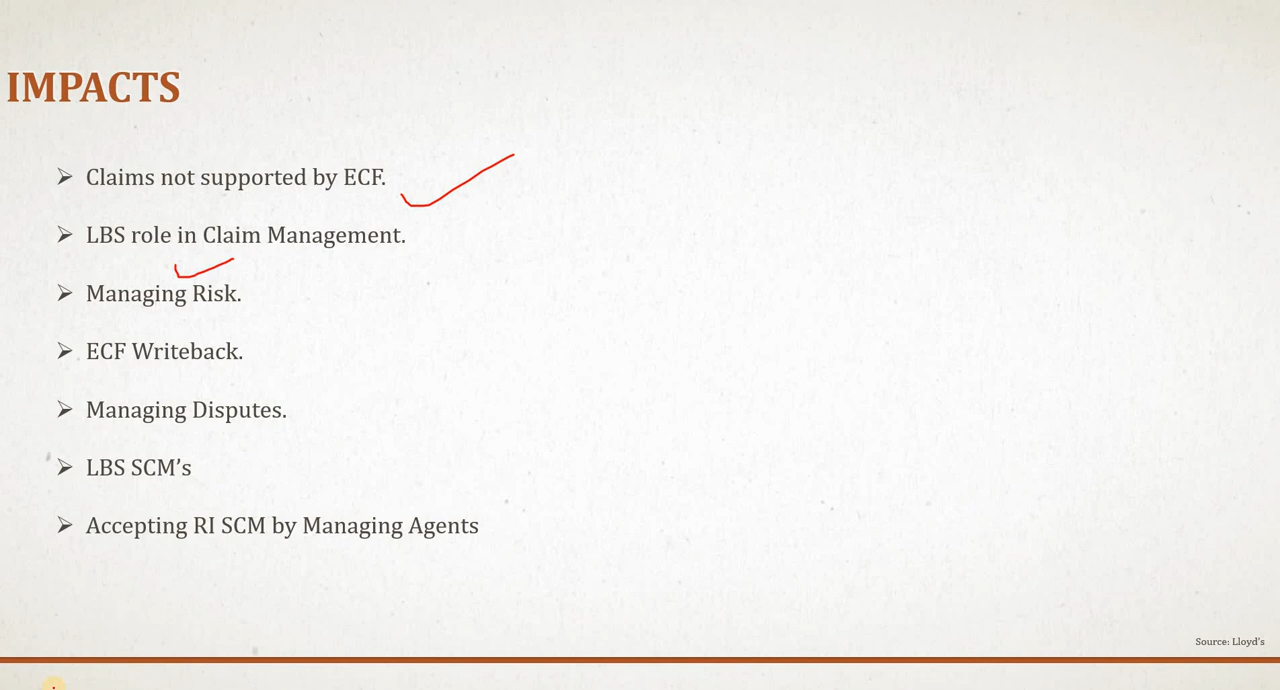 IMPACTS
Claims not supported by ECF.
LBS role in Claim Management.
Managing Risk.
ECF Writeback.
Managing Disputes.
LBS SCM’s
Accepting RI SCM by Managing Agents
Source: Lloyd’s